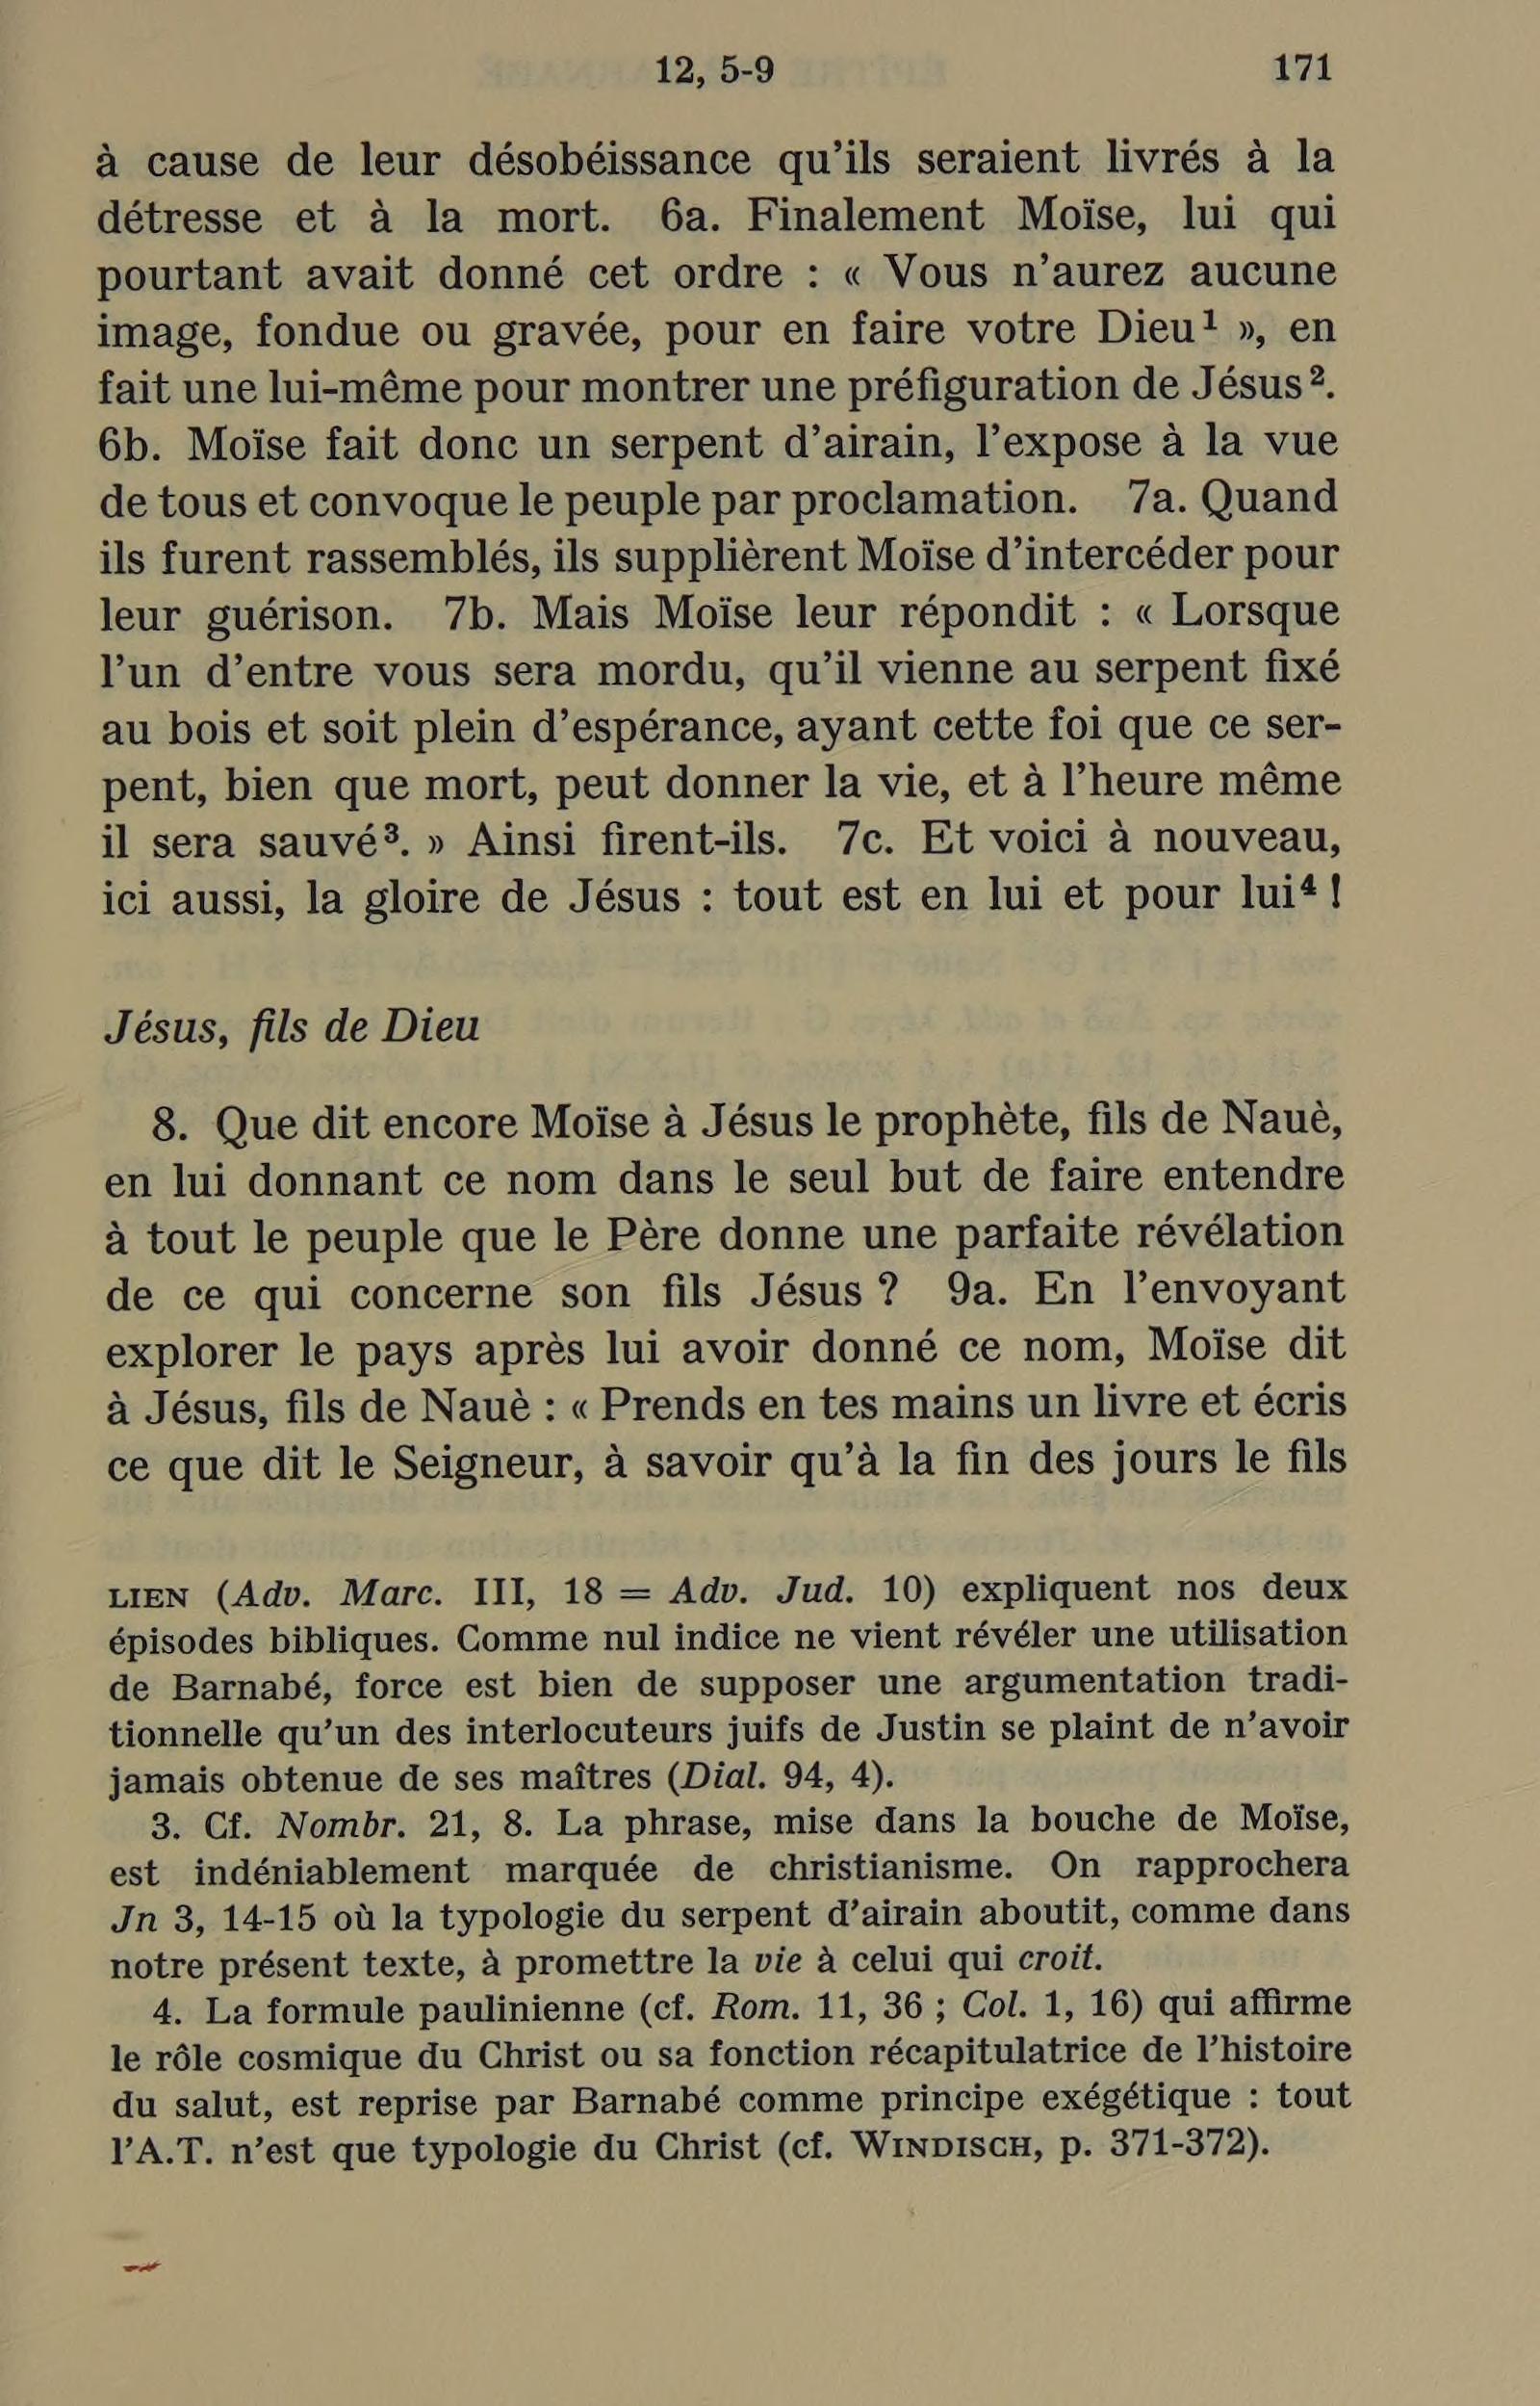 12, 5-9 171
à cause de leur désobéissance qu'ils seraient livrés à la
détresse et à la mort. 6a. Finalement Moïse, lui qui
pourtant avait donné cet ordre : « Vous n'aurez aucune
image, fondue ou gravée, pour en faire votre Dieu¹ », en
fait une lui-même pour montrer une préfiguration de Jésus².
6b. Moïse fait donc un serpent d'airain, l'expose à la vue
de tous et convoque le peuple par proclamation. 7a. Quand
ils furent rassemblés, ils supplièrent Moïse d'intercéder pour
leur guérison. 7b. Mais Moïse leur répondit : « Lorsque
l'un d'entre vous sera mordu, qu'il vienne au serpent fixé
au bois et soit plein d'espérance, ayant cette foi que ce ser-
pent, bien que mort, peut donner la vie, et à l'heure même
il sera sauvé³. » Ainsi firent-ils. 7c. Et voici à nouveau,
ici aussi, la gloire de Jésus : tout est en lui et pour lui⁴ !
Jésus, fils de Dieu
8. Que dit encore Moïse à Jésus le prophète, fils de Nauè,
en lui donnant ce nom dans le seul but de faire entendre
à tout le peuple que le Père donne une parfaite révélation
de ce qui concerne son fils Jésus ? 9a. En l'envoyant
explorer le pays après lui avoir donné ce nom, Moïse dit
à Jésus, fils de Nauè : « Prends en tes mains un livre et écris
ce que dit le Seigneur, à savoir qu'à la fin des jours le fils
LIEN (Adv. Marc. III, 18 = Adv. Jud. 10) expliquent nos deux
épisodes bibliques. Comme nul indice ne vient révéler une utilisation
de Barnabé, force est bien de supposer une argumentation tradi-
tionnelle qu'un des interlocuteurs juifs de Justin se plaint de n'avoir
jamais obtenue de ses maîtres (Dial. 94, 4).
3. Cf. Nombr. 21, 8. La phrase, mise dans la bouche de Moïse,
est indéniablement marquée de christianisme. On rapprochera
Jn 3, 14-15 où la typologie du serpent d'airain aboutit, comme dans
notre présent texte, à promettre la vie à celui qui croit.
4. La formule paulinienne (cf. Rom. 11, 36 ; Col. 1, 16) qui affirme
le rôle cosmique du Christ ou sa fonction récapitulatrice de l'histoire
du salut, est reprise par Barnabé comme principe exégétique : tout
l'A.T. n'est que typologie du Christ (cf. WINDISCH, p. 371-372).